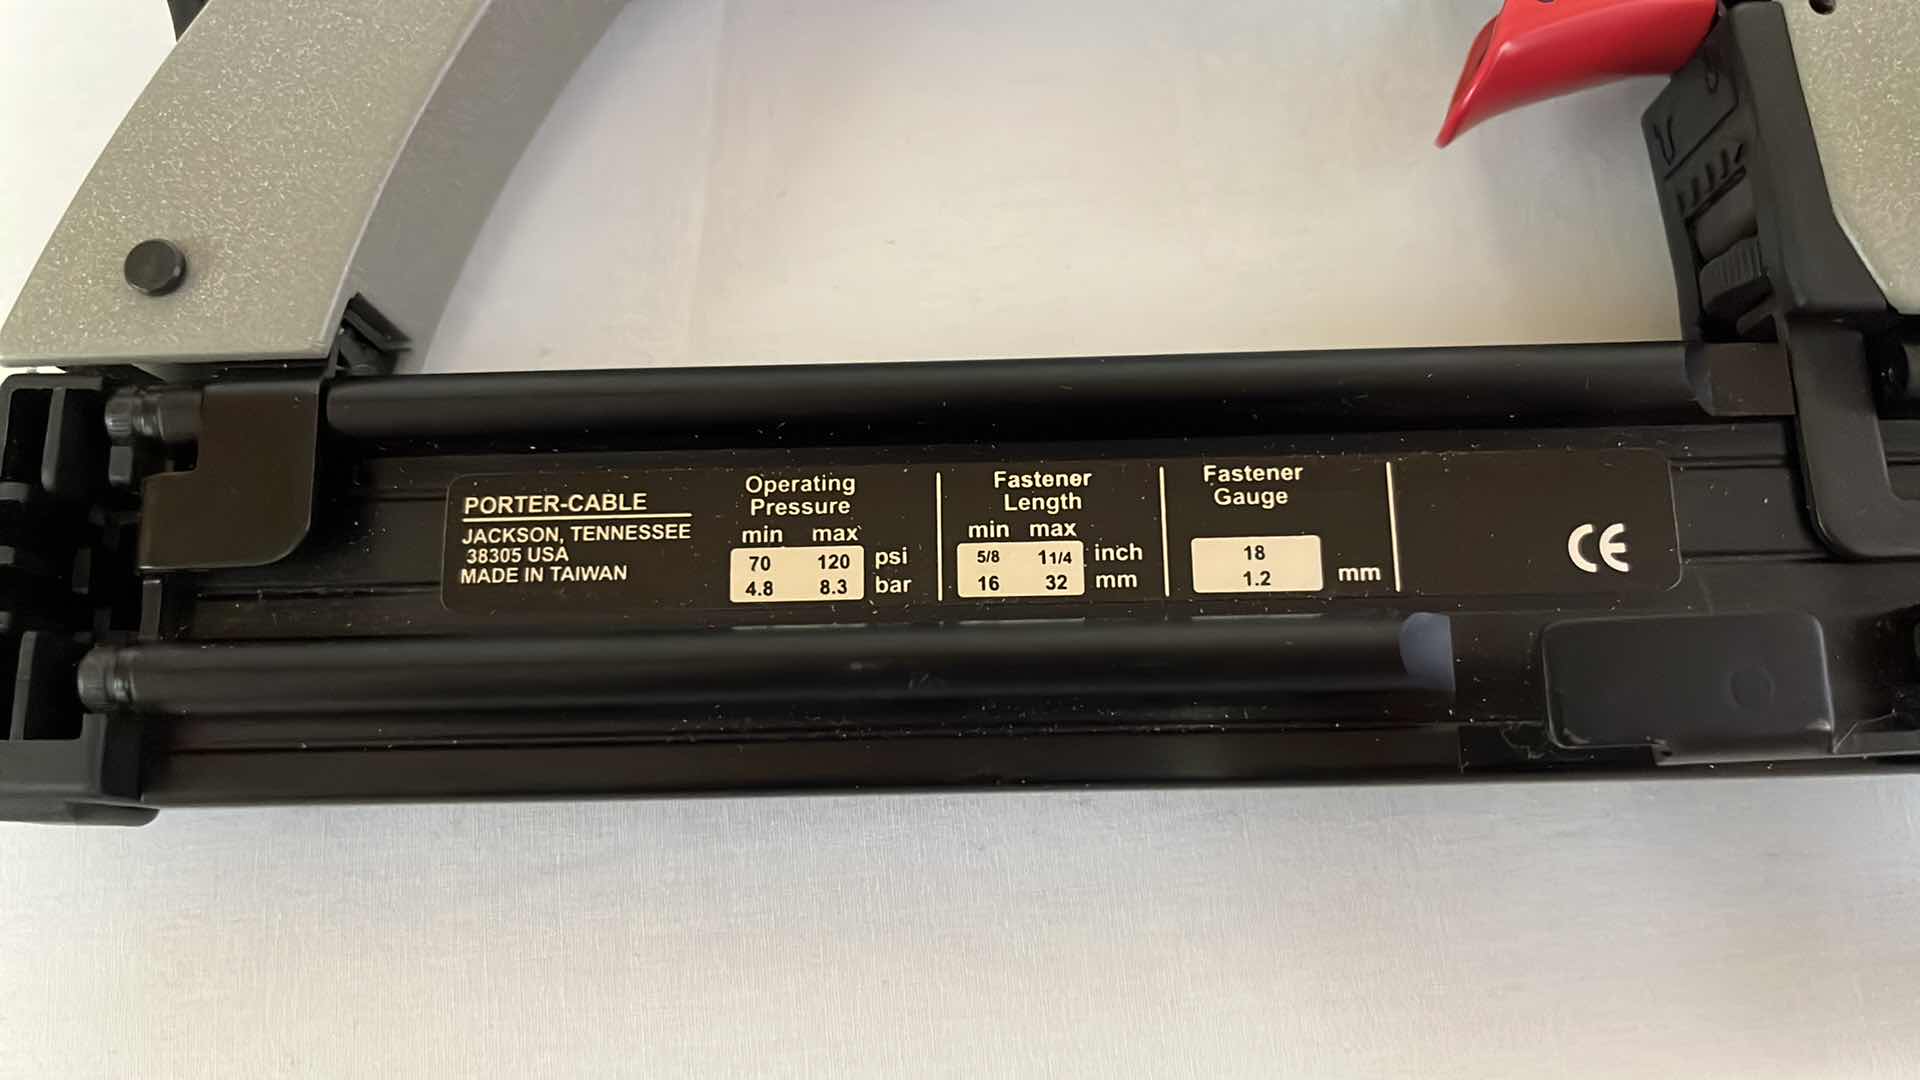 PORTER-CABLE
JACKSON, TENNESSEE
38305 USA
MADE IN TAIWAN
Operating
Pressure
min max
70 120 psi
4.8 8.3 bar
Fastener
Length
min max
5/8 11/4 inch
16 32 mm
Fastener
Gauge
18
1.2 mm
CE